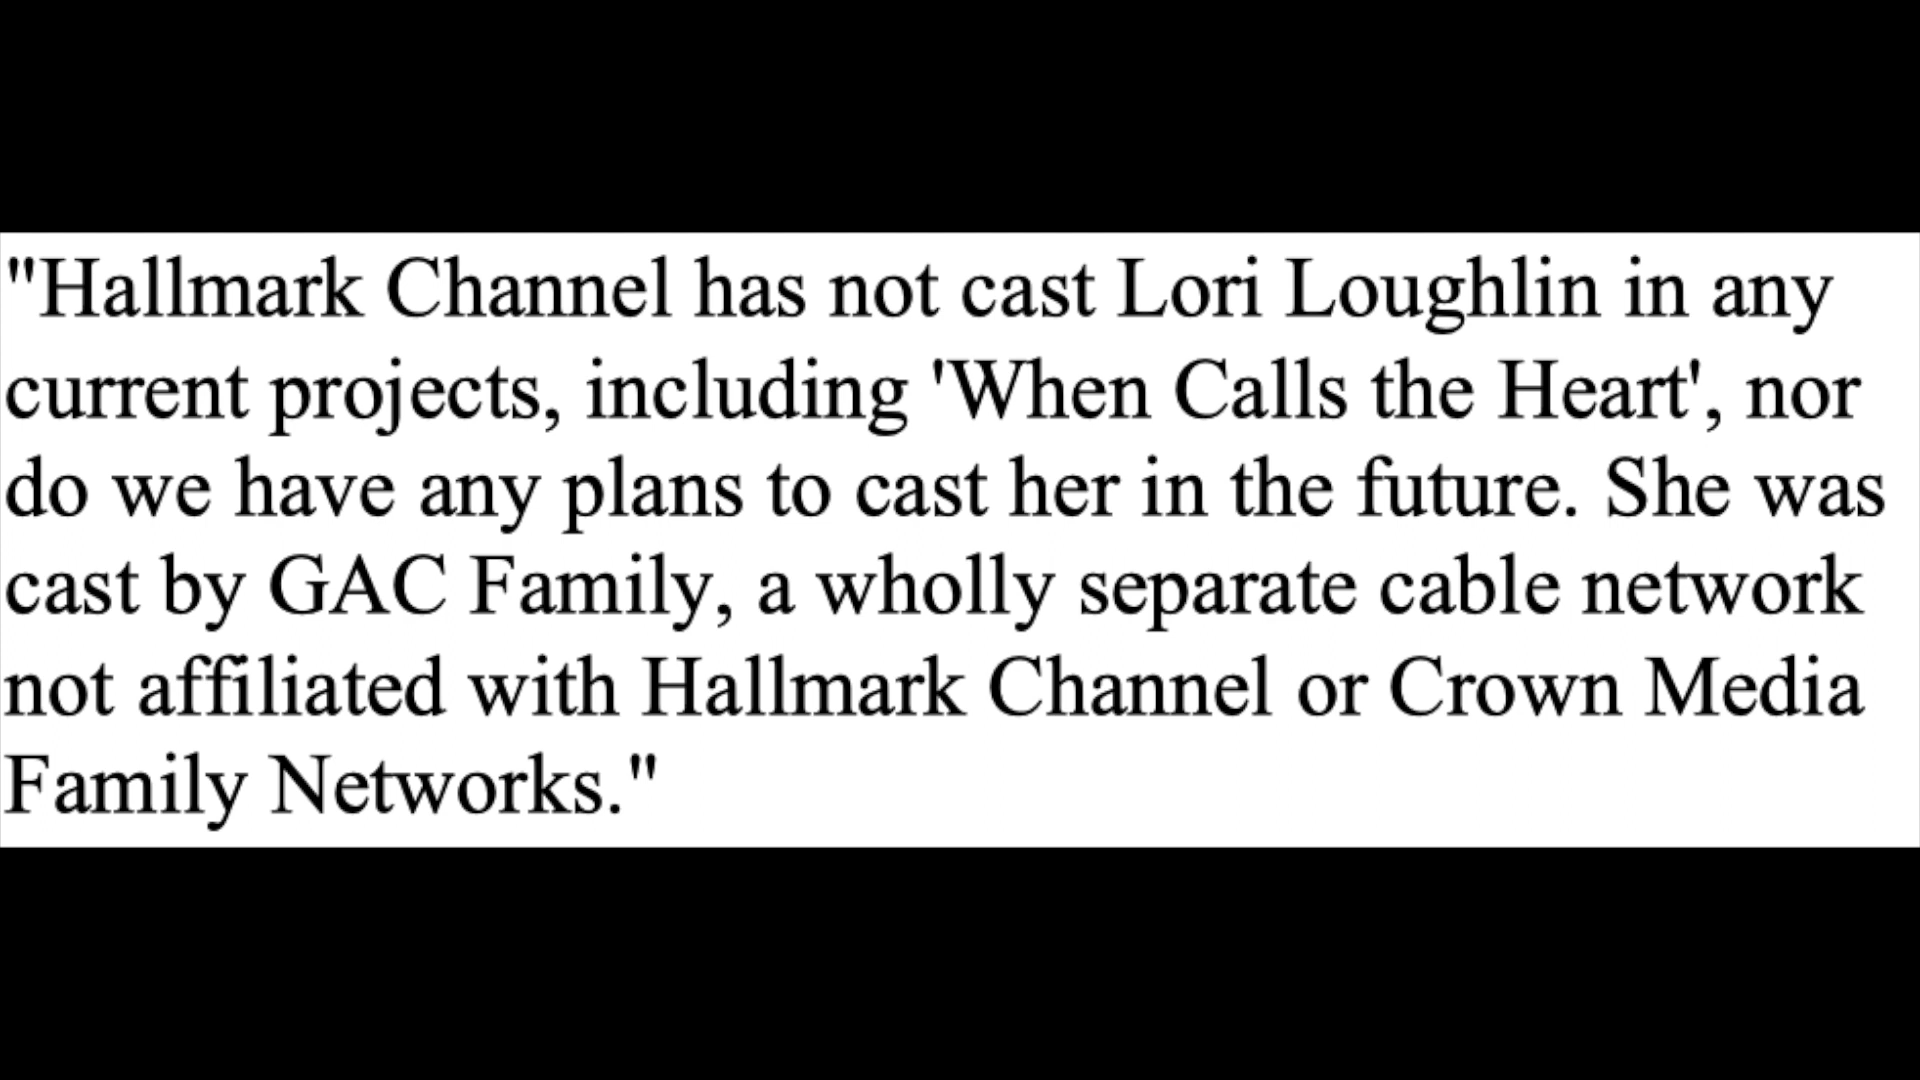 "Hallmark Channel has not cast Lori Loughlin in any
current projects, including 'When Calls the Heart', nor
do we have any plans to cast her in the future. She was
cast by GAC Family, a wholly separate cable network
not affiliated with Hallmark Channel or Crown Media
Family Networks."